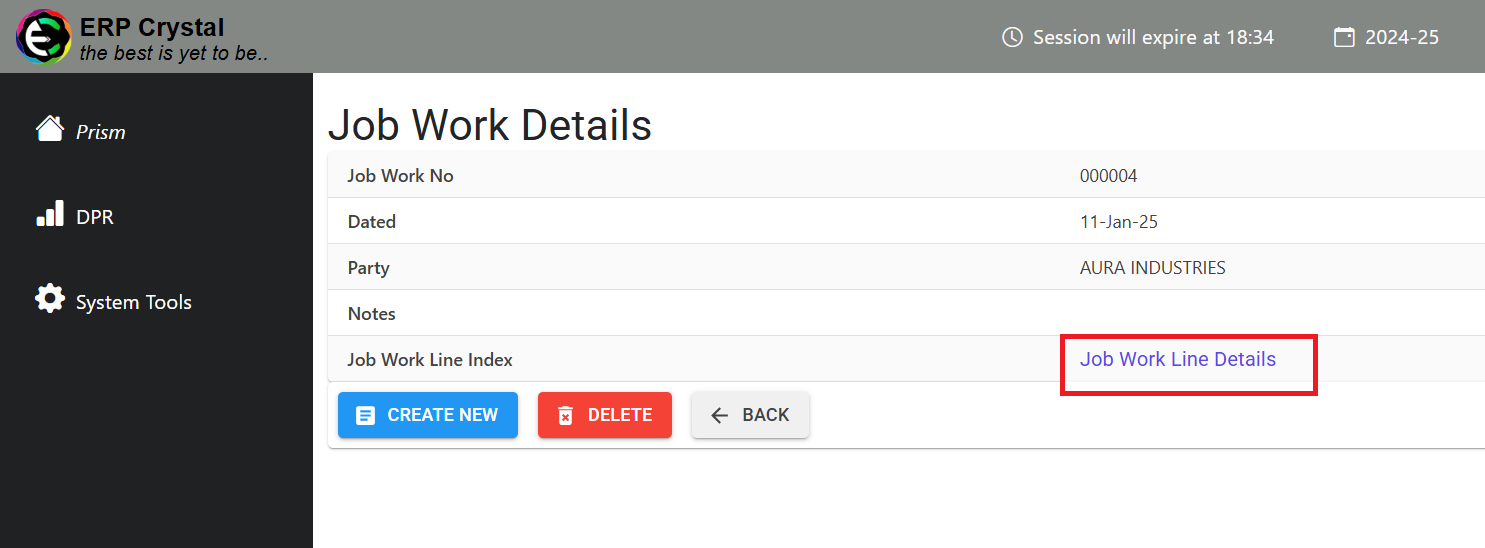 ERP Crystal
the best is yet to be..
Session will expire at 18:34
2024-25
Prism
DPR
System Tools
Job Work Details
Job Work No 000004
Dated 11-Jan-25
Party AURA INDUSTRIES
Notes
Job Work Line Index Job Work Line Details
CREATE NEW DELETE BACK